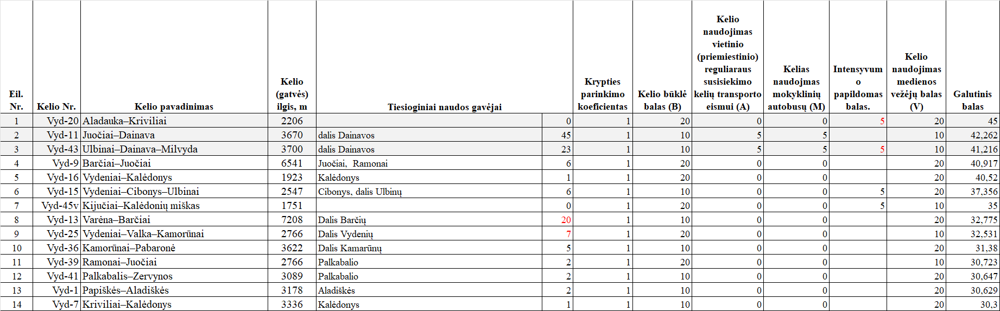 Eil. Nr. Kelio Nr. Kelio pavadinimas Kelio (gatvės) ilgis, m Tiesioginiai naudos gavėjai Krypties parinkimo koeficientas Kelio būklė balas (B) Kelio naudojimas vietinio (priemiestinio) reguliaraus susisiekimo kelių transporto eismui (A) Kelias naudojmas mokyklinių autobusų (M) Intensyvum o papildomas balas. Kelio naudojimas medienos vežėjų balas (V) Galutinis balas
1 Vyd-20 Aladauka–Kriviliai 2206 0 1 20 0 0 5 20 45
2 Vyd-11 Juočiai–Dainava 3670 dalis Dainavos 45 1 10 5 5 10 42,262
3 Vyd-43 Ulbinai–Dainava–Milvyda 3700 dalis Dainavos 23 1 10 5 5 5 10 41,216
4 Vyd-9 Barčiai–Juočiai 6541 Juočiai, Ramonai 6 1 20 0 0 20 40,917
5 Vyd-16 Vydeniai–Kalėdonys 1923 Kalėdonys 1 1 20 0 0 20 40,52
6 Vyd-15 Vydeniai–Cibonys–Ulbinai 2547 Cibonys, dalis Ulbinų 6 1 10 0 0 5 20 37,356
7 Vyd-45v Kijučiai–Kalėdonių miškas 1751 0 1 20 0 0 5 10 35
8 Vyd-13 Varėna–Barčiai 7208 Dalis Barčių 20 1 10 0 0 20 32,775
9 Vyd-25 Vydeniai–Valka–Kamorūnai 2766 Dalis Vydenių 7 1 20 0 0 10 32,531
10 Vyd-36 Kamorūnai–Pabaronė 3622 Dalis Kamarūnų 5 1 10 0 0 20 31,38
11 Vyd-39 Ramonai–Juočiai 2766 Palkabalio 2 1 20 0 0 10 30,723
12 Vyd-41 Palkabalis–Zervynos 3089 Palkabalio 2 1 10 0 0 20 30,647
13 Vyd-1 Papiškės–Aladiškės 3178 Aladiškės 2 1 10 0 0 20 30,629
14 Vyd-7 Kriviliai–Kalėdonys 3336 Kalėdonys 1 1 10 0 0 20 30,3